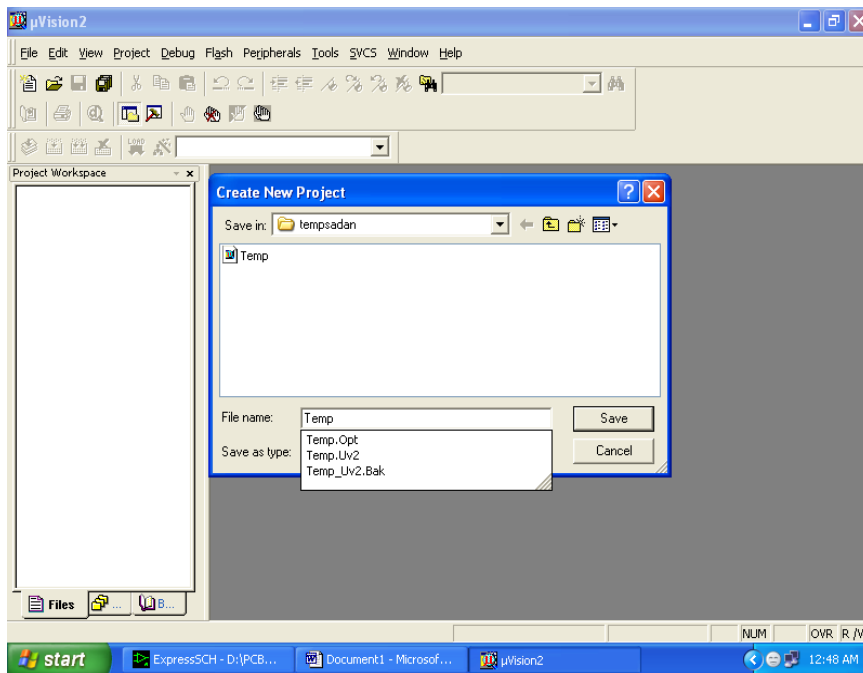 µVision2
File Edit View Project Debug Flash Peripherals Tools SVCS Window Help
LOAD
Project Workspace
Create New Project
Save in: tempsadan
Temp
File name: Temp Save
Temp.Opt
Save as type: Temp.Uv2 Cancel
Temp_Uv2.Bak
Files ... B...
NUM OVR R/W
start ExpressSCH - D:\PCB... Document1 - Microsof... µVision2 12:48 AM